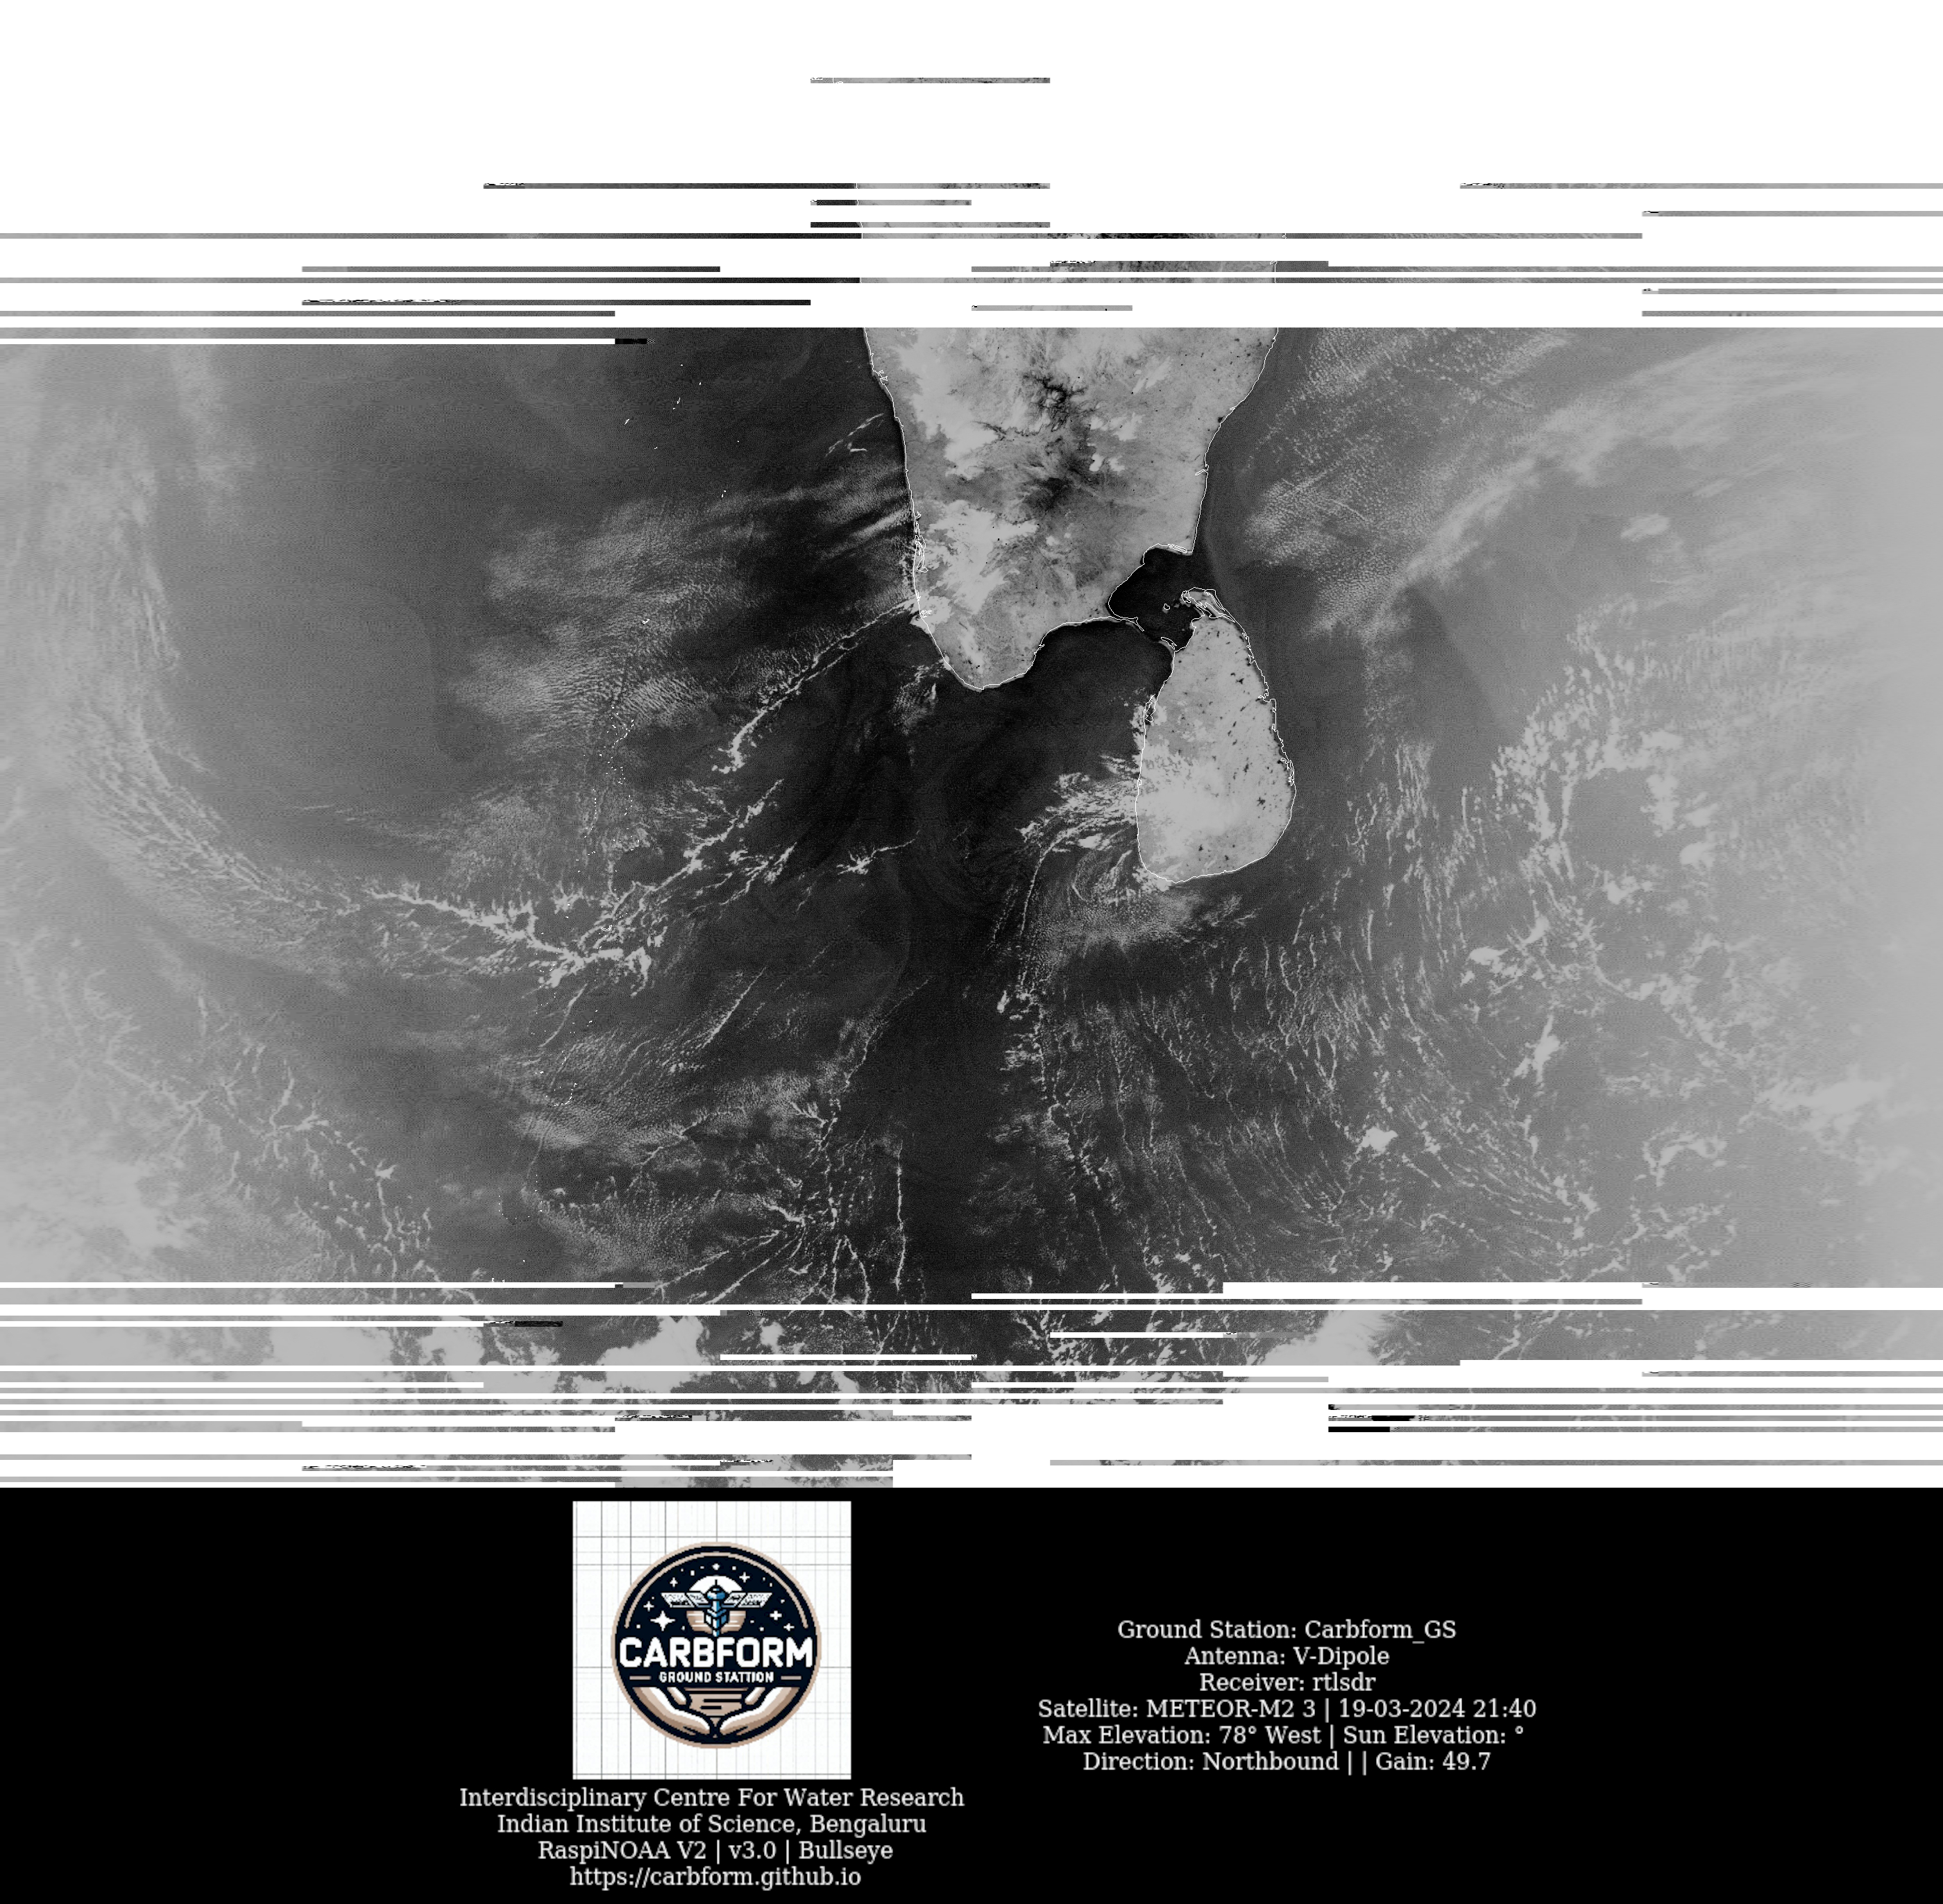 CARBFORM
GROUND STATTION
Interdisciplinary Centre For Water Research
Indian Institute of Science, Bengaluru
RaspiNOAA V2 | v3.0 | Bullseye
https://carbform.github.io
Ground Station: Carbform_GS
Antenna: V-Dipole
Receiver: rtlsdr
Satellite: METEOR-M2 3 | 19-03-2024 21:40
Max Elevation: 78° West | Sun Elevation: °
Direction: Northbound | | Gain: 49.7